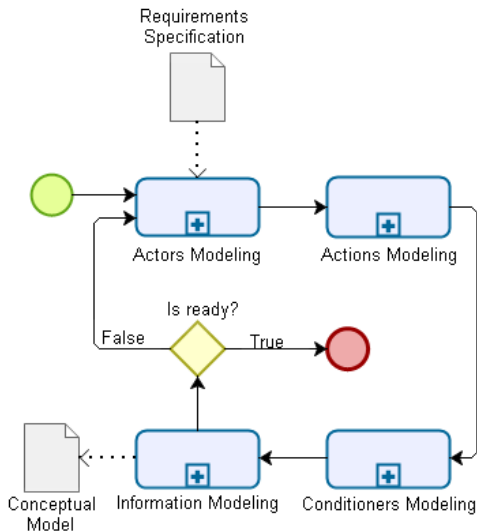 Requirements
Specification
Actors Modeling
Actions Modeling
Is ready?
False
True
Conceptual
Model
Information Modeling
Conditioners Modeling